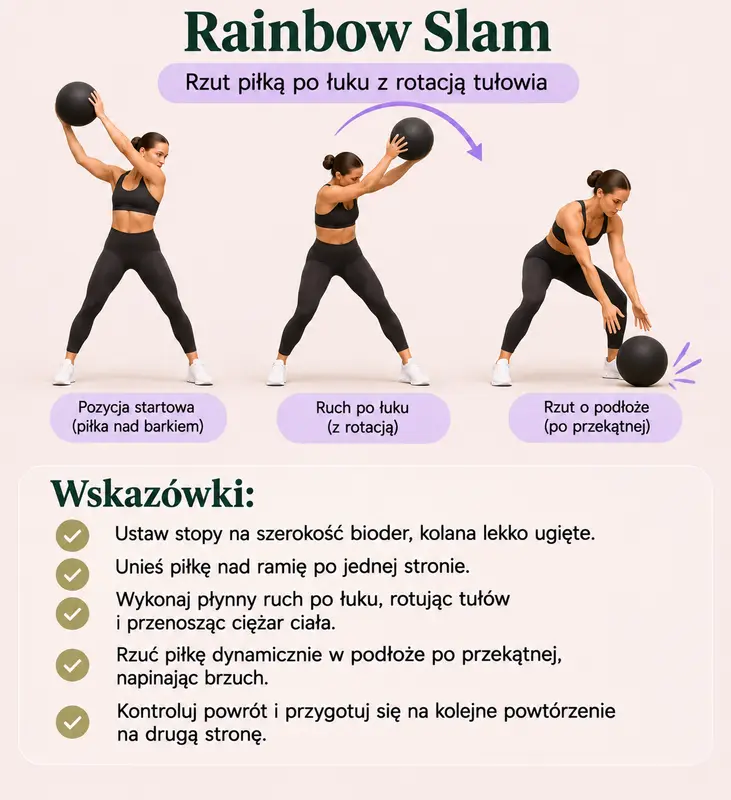 Rainbow Slam
Rzut piłką po łuku z rotacją tułowia
Pozycja startowa
(piłka nad barkiem)
Ruch po łuku
(z rotacją)
Rzut o podłoże
(po przekątnej)
Wskazówki:
Ustaw stopy na szerokość bioder, kolana lekko ugięte.
Unieś piłkę nad ramię po jednej stronie.
Wykonaj płynny ruch po łuku, rotując tułów
i przenosząc ciężar ciała.
Rzuć piłkę dynamicznie w podłoże po przekątnej,
napinając brzuch.
Kontroluj powrót i przygotuj się na kolejne powtórzenie
na drugą stronę.